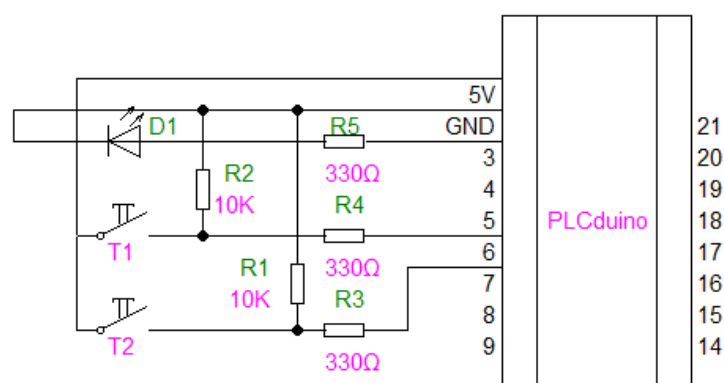 5V
GND
D1
R5
21
3
20
R2
330Ω
4
19
10K
R4
5
PLCduino
18
T1
6
17
R1
330Ω
7
16
10K
R3
8
15
T2
9
14
330Ω